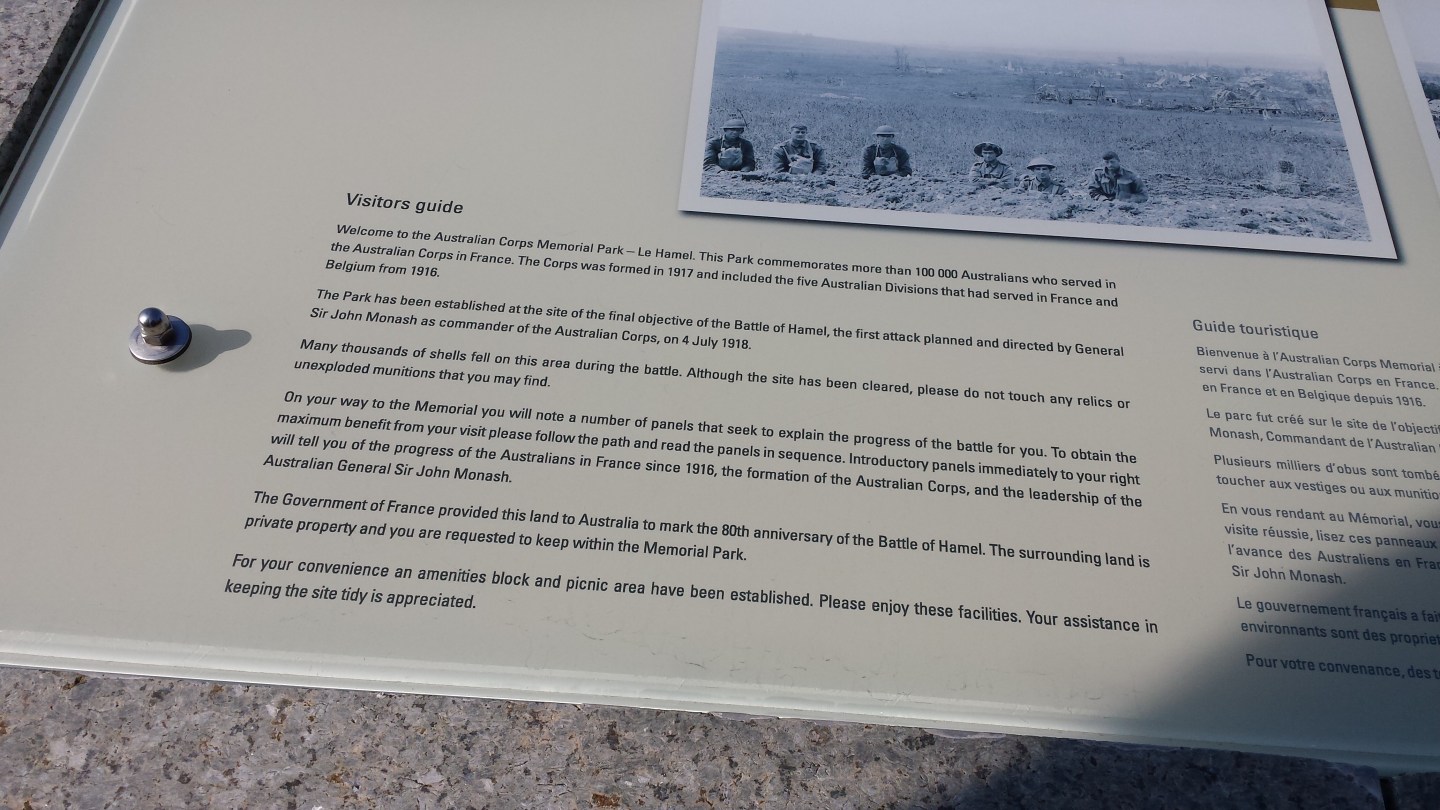 Visitors guide
Welcome to the Australian Corps Memorial Park – Le Hamel. This Park commemorates more than 100 000 Australians who served in
the Australian Corps in France. The Corps was formed in 1917 and included the five Australian Divisions that had served in France and
Belgium from 1916.
The Park has been established at the site of the final objective of the Battle of Hamel, the first attack planned and directed by General
Sir John Monash as commander of the Australian Corps, on 4 July 1918.
Many thousands of shells fell on this area during the battle. Although the site has been cleared, please do not touch any relics or
unexploded munitions that you may find.
On your way to the Memorial you will note a number of panels that seek to explain the progress of the battle for you. To obtain the
maximum benefit from your visit please follow the path and read the panels in sequence. Introductory panels immediately to your right
will tell you of the progress of the Australians in France since 1916, the formation of the Australian Corps, and the leadership of the
Australian General Sir John Monash.
The Government of France provided this land to Australia to mark the 80th anniversary of the Battle of Hamel. The surrounding land is
private property and you are requested to keep within the Memorial Park.
For your convenience an amenities block and picnic area have been established. Please enjoy these facilities. Your assistance in
keeping the site tidy is appreciated.
Guide touristique
Bienvenue à l'Australian Corps Memorial
servi dans l'Australian Corps en France.
en France et en Belgique depuis 1916.
Le parc fut créé sur le site de l'objecti
Monash, Commandant de l'Australian
Plusieurs milliers d'obus sont tombé
toucher aux vestiges ou aux munitio
En vous rendant au Mémorial, vou
visite réussie, lisez ces panneaux
l'avance des Australiens en Fra
Sir John Monash.
Le gouvernement français a fai
environnants sont des propriet
Pour votre convenance, des t